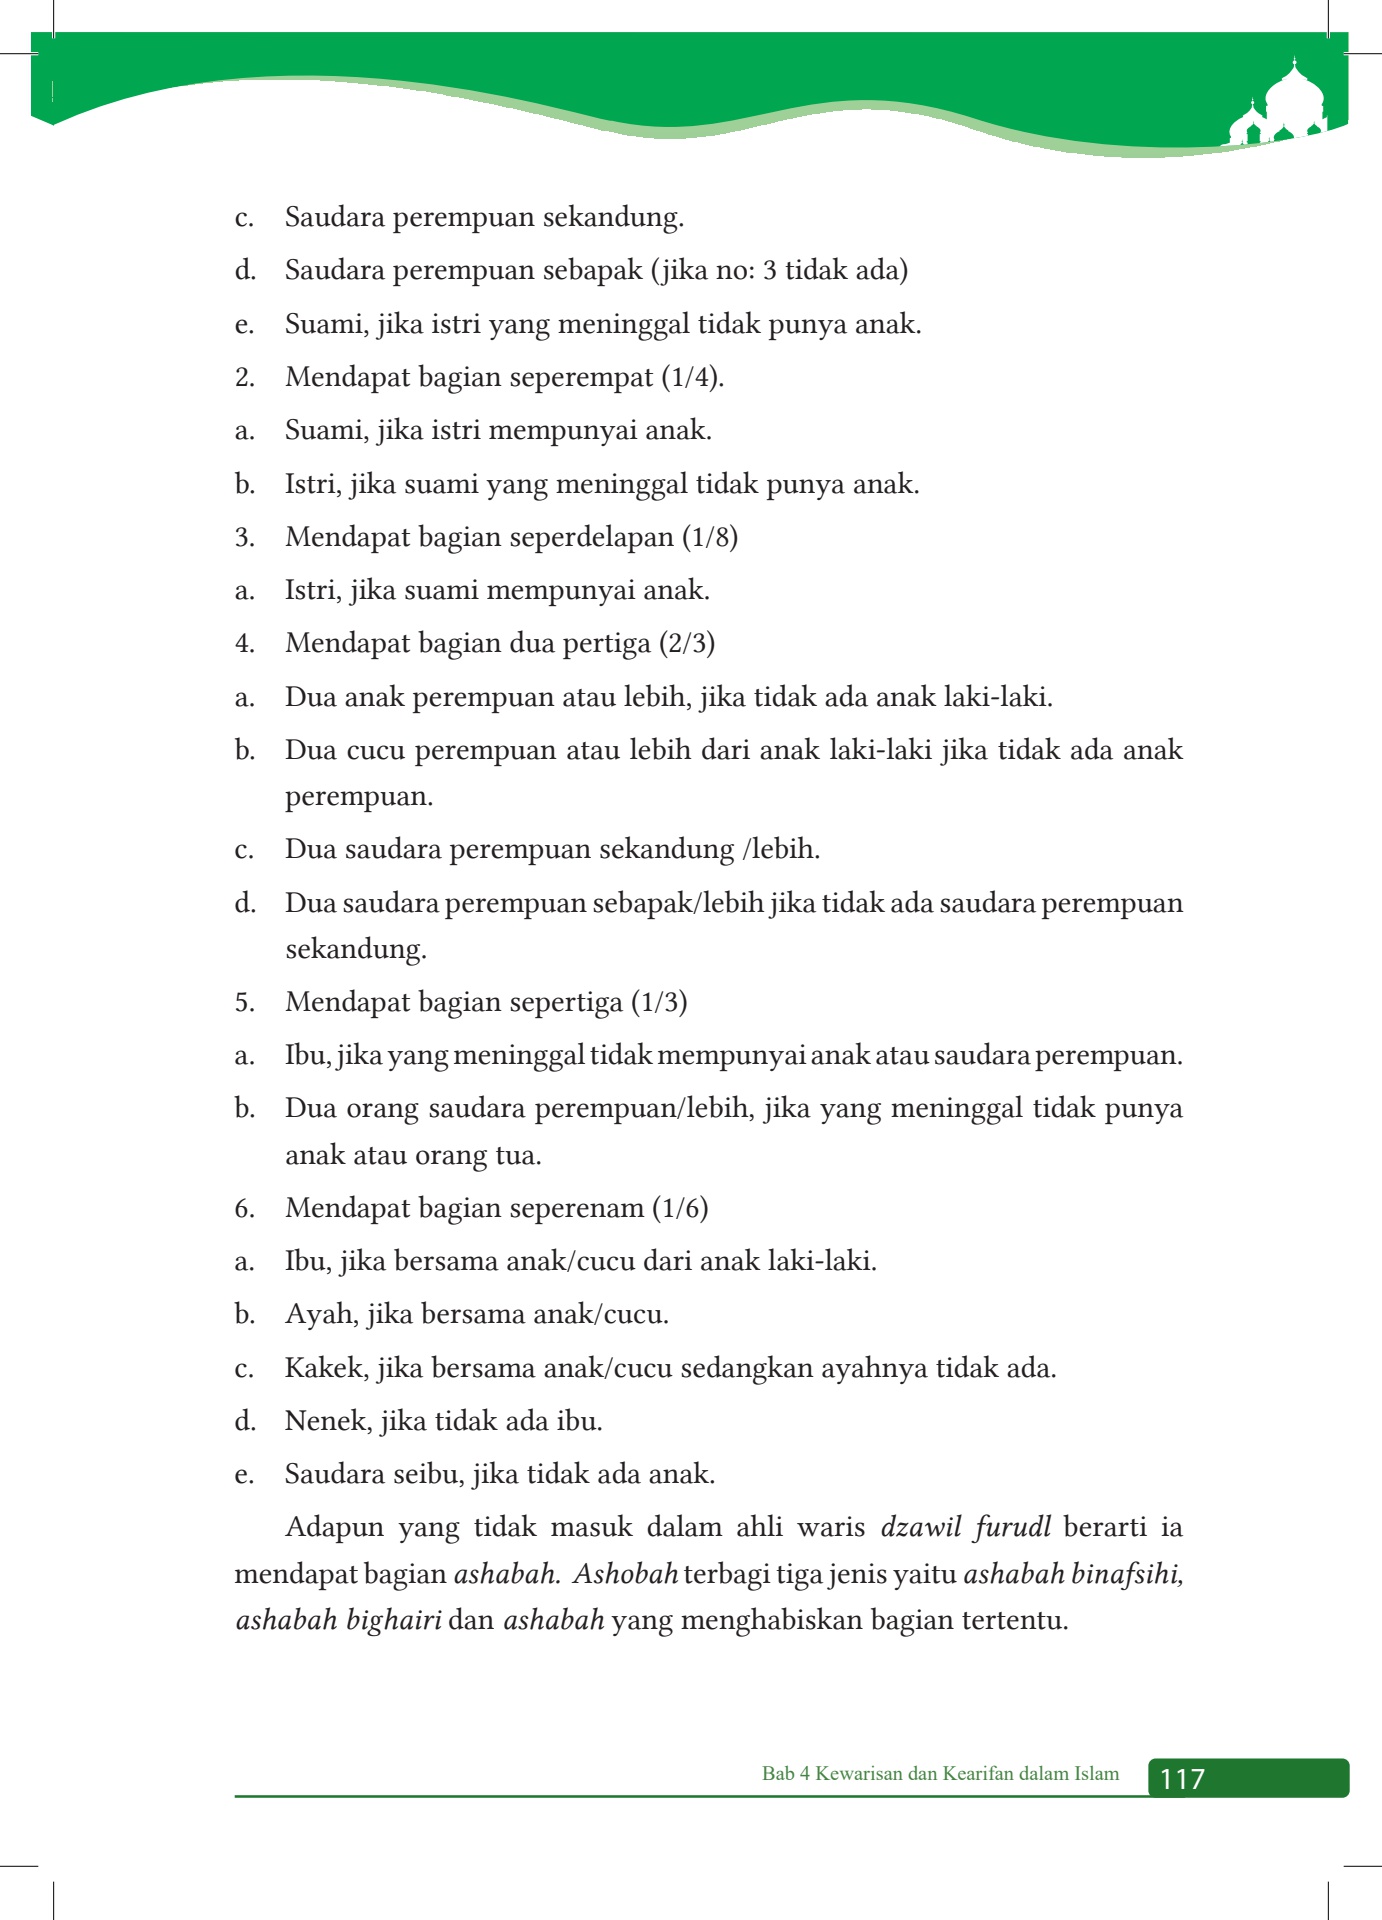 c. Saudara perempuan sekandung.
d. Saudara perempuan sebapak (jika no: 3 tidak ada)
e. Suami, jika istri yang meninggal tidak punya anak.
2. Mendapat bagian seperempat (1/4).
a. Suami, jika istri mempunyai anak.
b. Istri, jika suami yang meninggal tidak punya anak.
3. Mendapat bagian seperdelapan (1/8)
a. Istri, jika suami mempunyai anak.
4. Mendapat bagian dua pertiga (2/3)
a. Dua anak perempuan atau lebih, jika tidak ada anak laki-laki.
b. Dua cucu perempuan atau lebih dari anak laki-laki jika tidak ada anak
perempuan.
c. Dua saudara perempuan sekandung /lebih.
d. Dua saudara perempuan sebapak/lebih jika tidak ada saudara perempuan
sekandung.
5. Mendapat bagian sepertiga (1/3)
a. Ibu, jika yang meninggal tidak mempunyai anak atau saudara perempuan.
b. Dua orang saudara perempuan/lebih, jika yang meninggal tidak punya
anak atau orang tua.
6. Mendapat bagian seperenam (1/6)
a. Ibu, jika bersama anak/cucu dari anak laki-laki.
b. Ayah, jika bersama anak/cucu.
c. Kakek, jika bersama anak/cucu sedangkan ayahnya tidak ada.
d. Nenek, jika tidak ada ibu.
e. Saudara seibu, jika tidak ada anak.
Adapun yang tidak masuk dalam ahli waris dzawil furudl berarti ia
mendapat bagian ashabah. Ashobah terbagi tiga jenis yaitu ashabah binafsihi,
ashabah bighairi dan ashabah yang menghabiskan bagian tertentu.
Bab 4 Kewarisan dan Kearifan dalam Islam 117